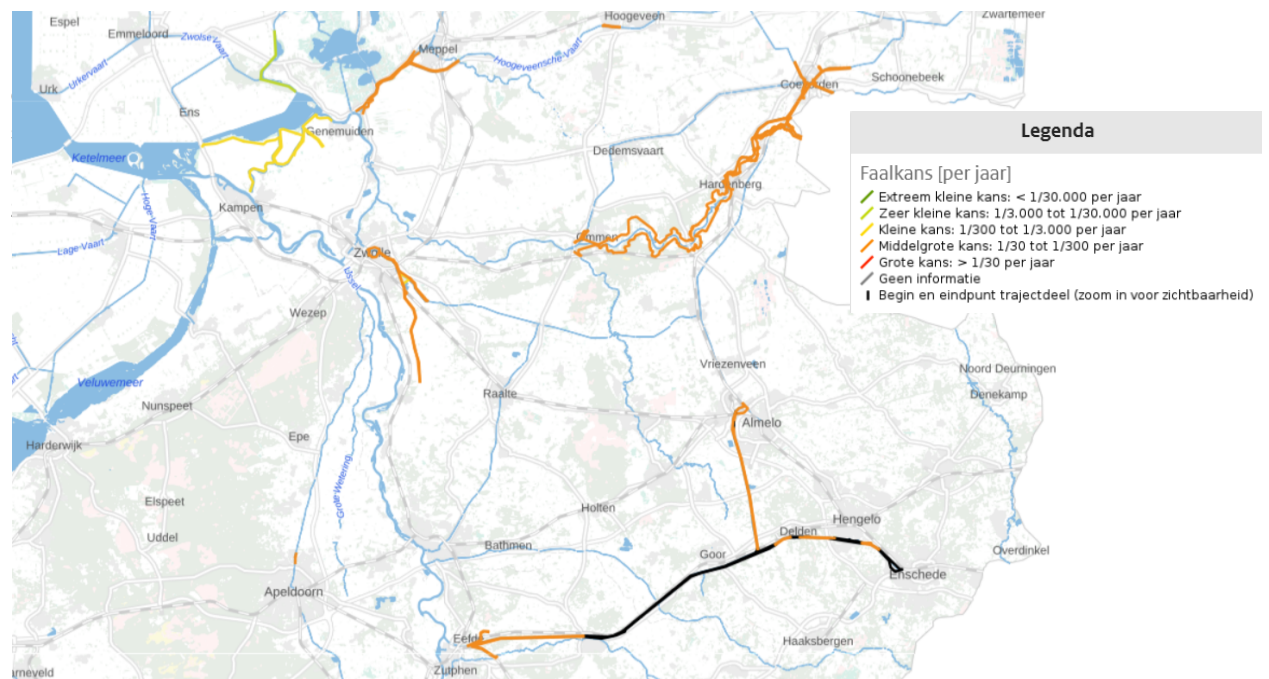 Espel
Emmeloord
Zwolse Vaart
Urkervaart
Urk
Ens
Hoogeveen
Zwartemeer
Meppel
Hoogeveensche-Vaart
Schoonebeek
Genemuiden
Ketelmeer
Dedemsvaart
Hardenberg
Kampen
Hoge-Vaart
Lage-Vaart
Ommen
Zwolle
IJssel
Wezep
Veluwemeer
Nunspeet
Vriezenveen
Noord Deurningen
Denekamp
Raalte
Almelo
Harderwijk
Epe
Grote Wetering
Elspeet
Holten
Uddel
Bathmen
Goor
Delden
Hengelo
Overdinkel
Enschede
Apeldoorn
Eefde
Haaksbergen
Zutphen
Legenda
Faalkans [per jaar]
Extreem kleine kans: < 1/30.000 per jaar
Zeer kleine kans: 1/3.000 tot 1/30.000 per jaar
Kleine kans: 1/300 tot 1/3.000 per jaar
Middelgrote kans: 1/30 tot 1/300 per jaar
Grote kans: > 1/30 per jaar
Geen informatie
Begin en eindpunt trajectdeel (zoom in voor zichtbaarheid)